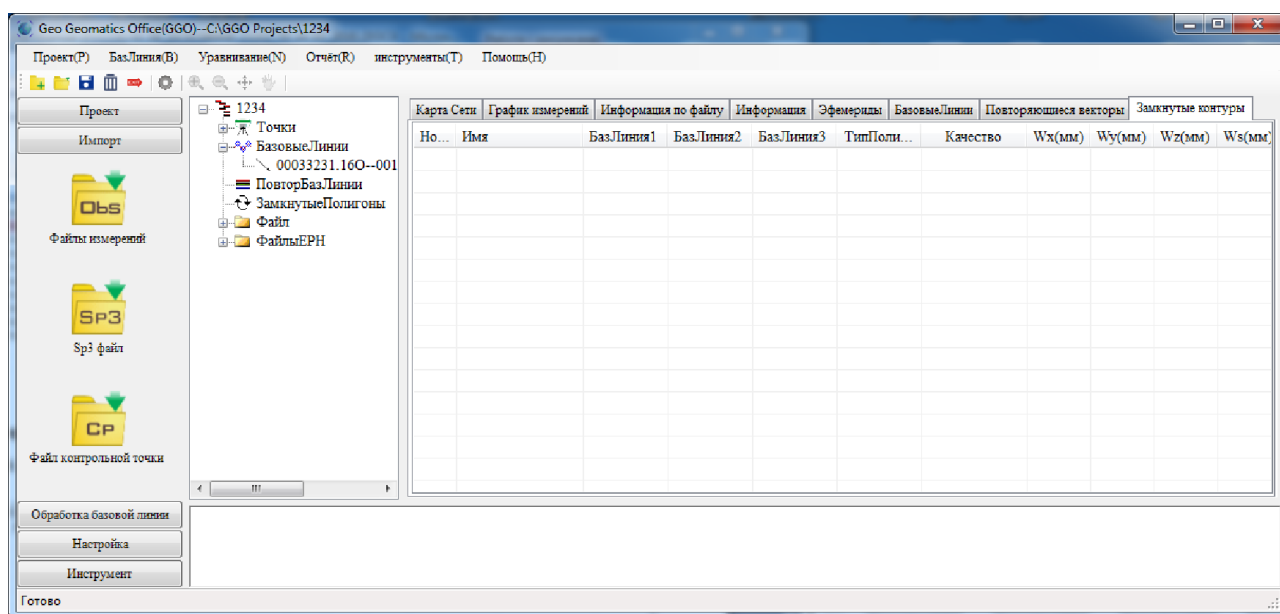 Geo Geomatics Office(GGO)--C:\GGO Projects\1234
Проект(P) БазЛиния(B) Уравнивание(N) Отчёт(R) инструменты(T) Помощь(H)
Проект
Импорт
Obs
Файлы измерений
Sp3
Sp3 файл
CP
Файл контрольной точки
Обработка базовой линии
Настройка
Инструмент
1234
Точки
БазовыеЛинии
00033231.16O--001
ПовторБазЛинии
ЗамкнутыеПолигоны
Файл
ФайлыЕРН
Карта Сети График измерений Информация по файлу Информация Эфемериды БазовыеЛинии Повторяющиеся векторы Замкнутые контуры
Но... Имя БазЛиния1 БазЛиния2 БазЛиния3 ТипПоли... Качество Wx(мм) Wy(мм) Wz(мм) Ws(мм)
Готово